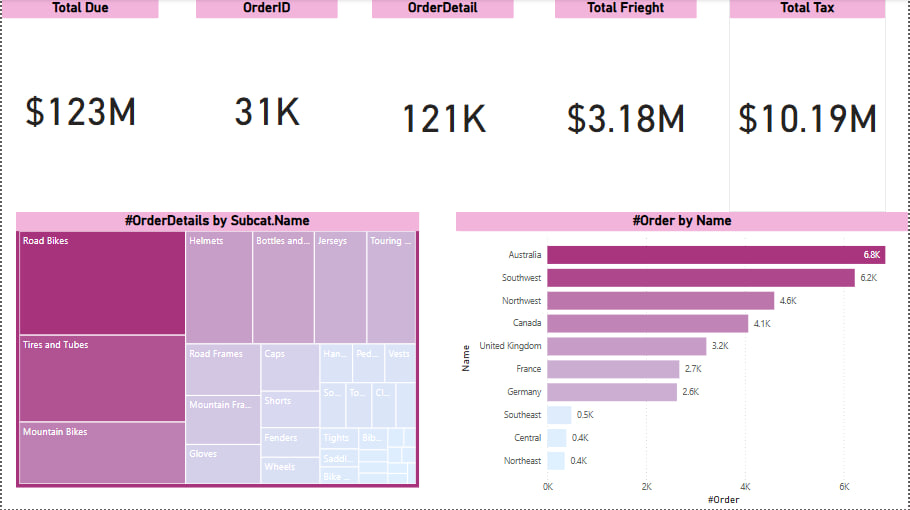 Total Due
OrderID
OrderDetail
Total Frieght
Total Tax
$123M
31K
121K
$3.18M
$10.19M
#OrderDetails by Subcat.Name
Road Bikes
Helmets
Bottles and...
Jerseys
Touring ...
Tires and Tubes
Road Frames
Caps
Han...
Ped...
Vests
Mountain Bikes
Mountain Fra...
Shorts
So...
To...
Cl...
Gloves
Fenders
Tights
Bib...
Saddl...
Wheels
Bike ...
#Order by Name
Name
Australia 6.8K
Southwest 6.2K
Northwest 4.6K
Canada 4.1K
United Kingdom 3.2K
France 2.7K
Germany 2.6K
Southeast 0.5K
Central 0.4K
Northeast 0.4K
0K 2K 4K 6K
#Order